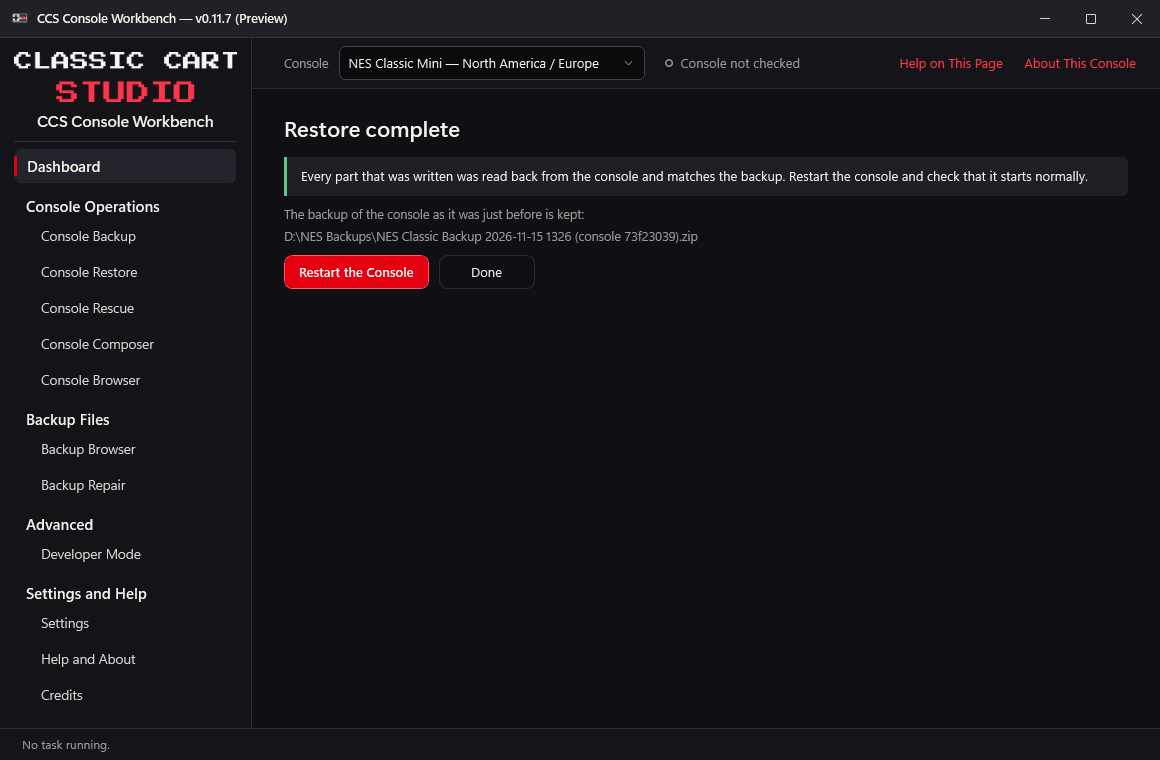 CCS Console Workbench — v0.11.7 (Preview)
CLASSIC CART
STUDIO
CCS Console Workbench
Dashboard
Console Operations
Console Backup
Console Restore
Console Rescue
Console Composer
Console Browser
Backup Files
Backup Browser
Backup Repair
Advanced
Developer Mode
Settings and Help
Settings
Help and About
Credits
Console
NES Classic Mini — North America / Europe
Console not checked
Help on This Page
About This Console
Restore complete
Every part that was written was read back from the console and matches the backup. Restart the console and check that it starts normally.
The backup of the console as it was just before is kept:
D:\NES Backups\NES Classic Backup 2026-11-15 1326 (console 73f23039).zip
Restart the Console
Done
No task running.